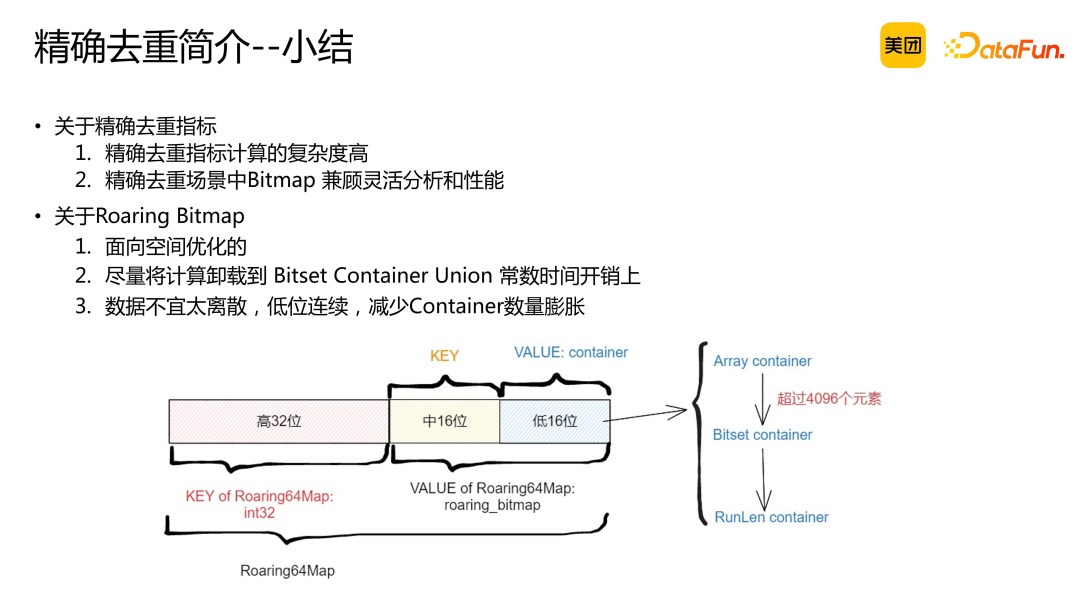 精确去重简介--小结
美团
DataFun.
• 关于精确去重指标
1. 精确去重指标计算的复杂度高
2. 精确去重场景中Bitmap 兼顾灵活分析和性能
• 关于Roaring Bitmap
1. 面向空间优化的
2. 尽量将计算卸载到 Bitset Container Union 常数时间开销上
3. 数据不宜太离散，低位连续，减少Container数量膨胀
KEY
VALUE: container
高32位
中16位
低16位
KEY of Roaring64Map:
int32
VALUE of Roaring64Map:
roaring_bitmap
Roaring64Map
Array container
超过4096个元素
Bitset container
RunLen container